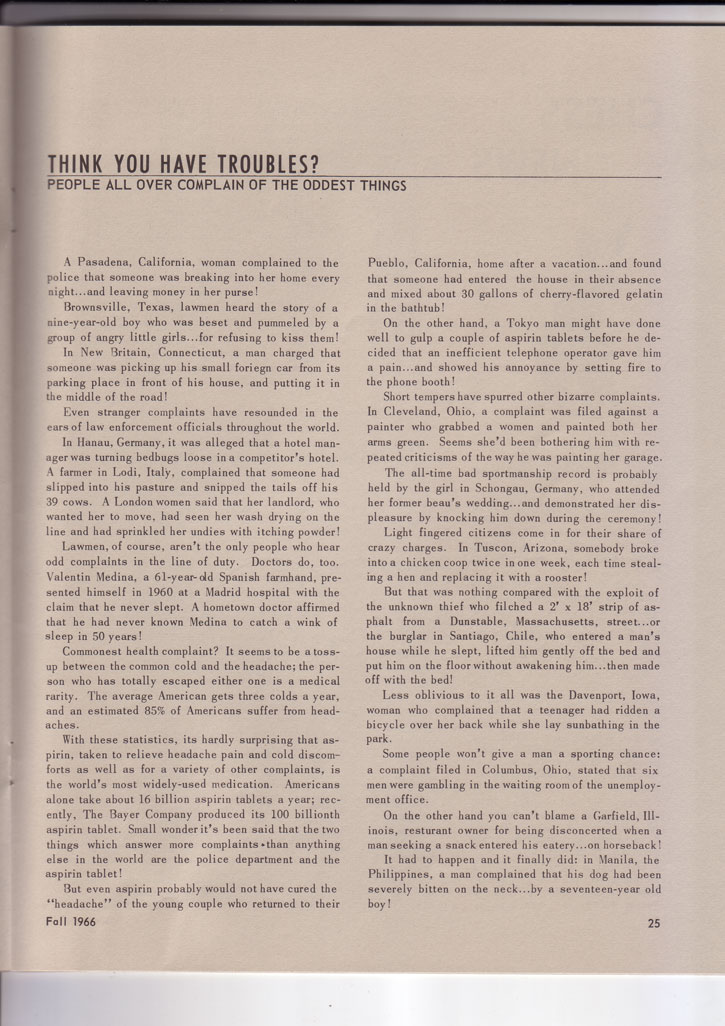 THINK YOU HAVE TROUBLES?
PEOPLE ALL OVER COMPLAIN OF THE ODDEST THINGS
A Pasadena, California, woman complained to the
police that someone was breaking into her home every
night...and leaving money in her purse!
Brownsville, Texas, lawmen heard the story of a
nine-year-old boy who was beset and pummeled by a
group of angry little girls...for refusing to kiss them!
In New Britain, Connecticut, a man charged that
someone was picking up his small foriegn car from its
parking place in front of his house, and putting it in
the middle of the road!
Even stranger complaints have resounded in the
ears of law enforcement officials throughout the world.
In Hanau, Germany, it was alleged that a hotel man-
ager was turning bedbugs loose in a competitor's hotel.
A farmer in Lodi, Italy, complained that someone had
slipped into his pasture and snipped the tails off his
39 cows. A London women said that her landlord, who
wanted her to move, had seen her wash drying on the
line and had sprinkled her undies with itching powder!
Lawmen, of course, aren't the only people who hear
odd complaints in the line of duty. Doctors do, too.
Valentin Medina, a 61-year-old Spanish farmhand, pre-
sented himself in 1960 at a Madrid hospital with the
claim that he never slept. A hometown doctor affirmed
that he had never known Medina to catch a wink of
sleep in 50 years!
Commonest health complaint? It seems to be a toss-
up between the common cold and the headache; the per-
son who has totally escaped either one is a medical
rarity. The average American gets three colds a year,
and an estimated 85% of Americans suffer from head-
aches.
With these statistics, its hardly surprising that as-
pirin, taken to relieve headache pain and cold discom-
forts as well as for a variety of other complaints, is
the world's most widely-used medication. Americans
alone take about 16 billion aspirin tablets a year; rec-
ently, The Bayer Company produced its 100 billionth
aspirin tablet. Small wonder it's been said that the two
things which answer more complaints than anything
else in the world are the police department and the
aspirin tablet!
But even aspirin probably would not have cured the
"headache" of the young couple who returned to their
Pueblo, California, home after a vacation...and found
that someone had entered the house in their absence
and mixed about 30 gallons of cherry-flavored gelatin
in the bathtub!
On the other hand, a Tokyo man might have done
well to gulp a couple of aspirin tablets before he de-
cided that an inefficient telephone operator gave him
a pain...and showed his annoyance by setting fire to
the phone booth!
Short tempers have spurred other bizarre complaints.
In Cleveland, Ohio, a complaint was filed against a
painter who grabbed a women and painted both her
arms green. Seems she'd been bothering him with re-
peated criticisms of the way he was painting her garage.
The all-time bad sportmanship record is probably
held by the girl in Schongau, Germany, who attended
her former beau's wedding...and demonstrated her dis-
pleasure by knocking him down during the ceremony!
Light fingered citizens come in for their share of
crazy charges. In Tuscon, Arizona, somebody broke
into a chicken coop twice in one week, each time steal-
ing a hen and replacing it with a rooster!
But that was nothing compared with the exploit of
the unknown thief who filched a 2' x 18' strip of as-
phalt from a Dunstable, Massachusetts, street...or
the burglar in Santiago, Chile, who entered a man's
house while he slept, lifted him gently off the bed and
put him on the floor without awakening him...then made
off with the bed!
Less oblivious to it all was the Davenport, Iowa,
woman who complained that a teenager had ridden a
bicycle over her back while she lay sunbathing in the
park.
Some people won't give a man a sporting chance:
a complaint filed in Columbus, Ohio, stated that six
men were gambling in the waiting room of the unemploy-
ment office.
On the other hand you can't blame a Garfield, Ill-
inois, resturant owner for being disconcerted when a
man seeking a snack entered his eatery...on horseback!
It had to happen and it finally did: in Manila, the
Philippines, a man complained that his dog had been
severely bitten on the neck...by a seventeen-year old
boy!
Fall 1966
25